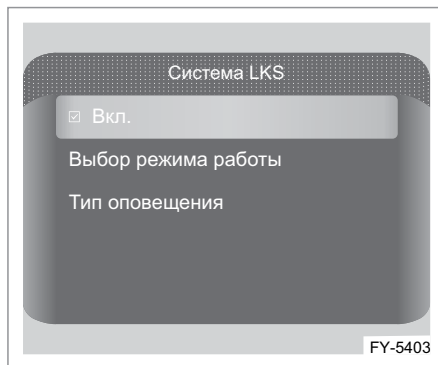 Система LKS
☑ Вкл.
Выбор режима работы
Тип оповещения
FY-5403